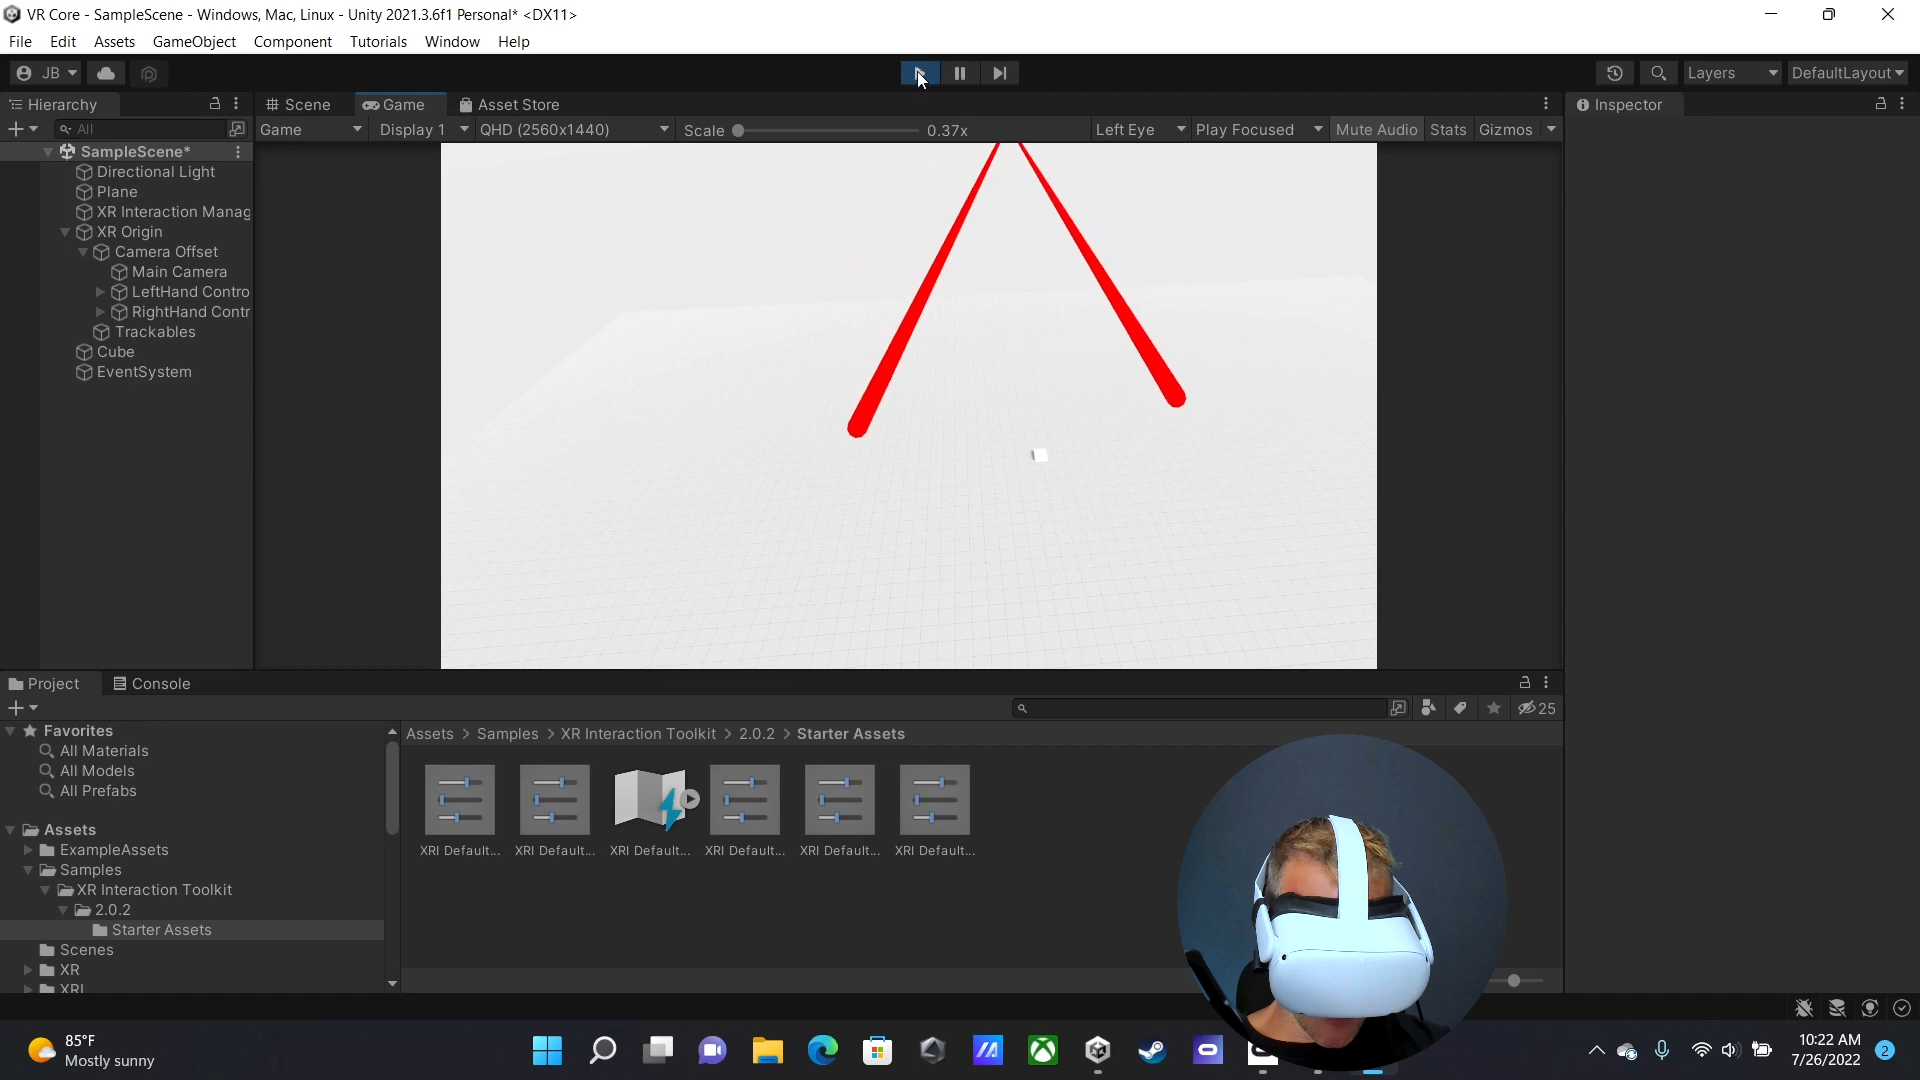 VR Core - SampleScene - Windows, Mac, Linux - Unity 2021.3.6f1 Personal* <DX11>
File Edit Assets GameObject Component Tutorials Window Help
JB Layers DefaultLayout
Hierarchy Scene Game Asset Store Inspector
All Game Display 1 QHD (2560x1440) Scale 0.37x Left Eye Play Focused Mute Audio Stats Gizmos
SampleScene*
Directional Light
Plane
XR Interaction Manag
XR Origin
Camera Offset
Main Camera
LeftHand Contro
RightHand Contr
Trackables
Cube
EventSystem
Project Console
25
Favorites
All Materials
All Models
All Prefabs
Assets
ExampleAssets
Samples
XR Interaction Toolkit
2.0.2
Starter Assets
Scenes
XR
XRI
Assets > Samples > XR Interaction Toolkit > 2.0.2 > Starter Assets
XRI Default... XRI Default... XRI Default... XRI Default... XRI Default... XRI Default...
85°F
Mostly sunny
10:22 AM
7/26/2022
2